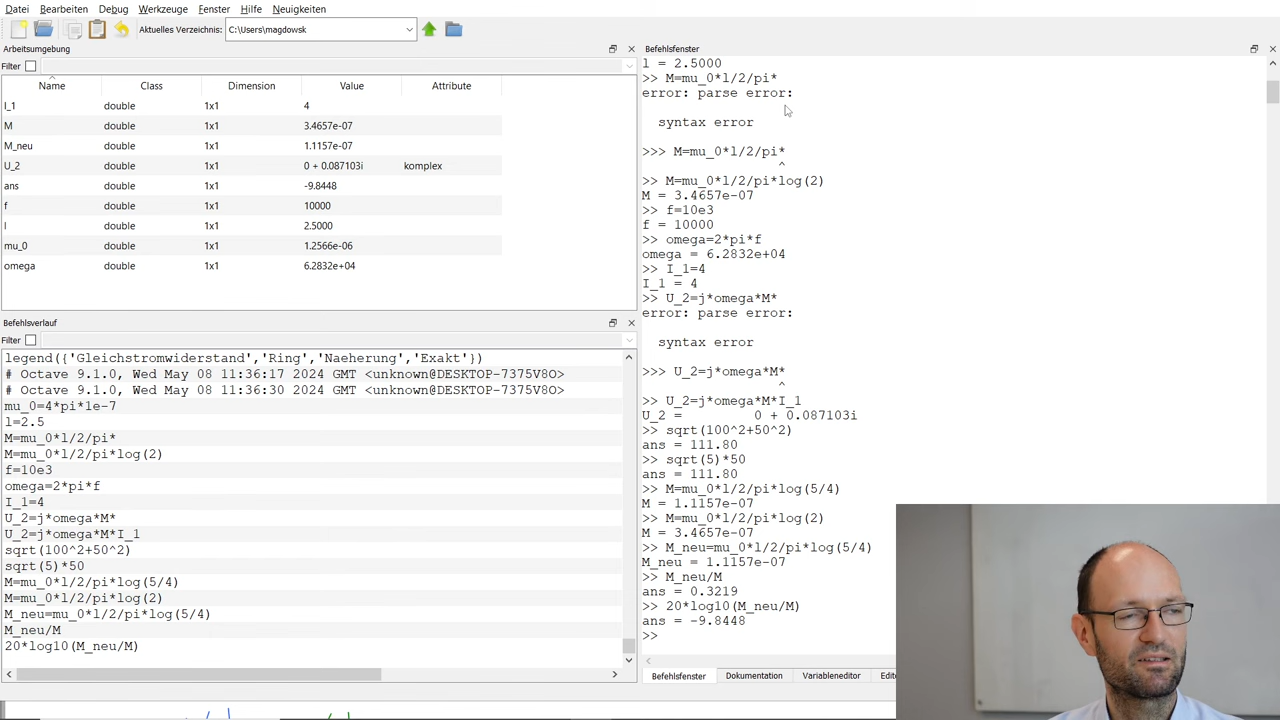 Datei Bearbeiten Debug Werkzeuge Fenster Hilfe Neuigkeiten
Aktuelles Verzeichnis: C:\Users\magdowsk
Arbeitsumgebung
Filter
Name Class Dimension Value Attribute
I_1 double 1x1 4
M double 1x1 3.4657e-07
M_neu double 1x1 1.1157e-07
U_2 double 1x1 0 + 0.087103i komplex
ans double 1x1 -9.8448
f double 1x1 10000
l double 1x1 2.5000
mu_0 double 1x1 1.2566e-06
omega double 1x1 6.2832e+04
Befehlsverlauf
Filter
legend({'Gleichstromwiderstand','Ring','Naeherung','Exakt'})
# Octave 9.1.0, Wed May 08 11:36:17 2024 GMT <unknown@DESKTOP-7375V8O>
# Octave 9.1.0, Wed May 08 11:36:30 2024 GMT <unknown@DESKTOP-7375V8O>
mu_0=4*pi*1e-7
l=2.5
M=mu_0*l/2/pi*
M=mu_0*l/2/pi*log(2)
f=10e3
omega=2*pi*f
I_1=4
U_2=j*omega*M*
U_2=j*omega*M*I_1
sqrt(100^2+50^2)
sqrt(5)*50
M=mu_0*l/2/pi*log(5/4)
M=mu_0*l/2/pi*log(2)
M_neu=mu_0*l/2/pi*log(5/4)
M_neu/M
20*log10(M_neu/M)
Befehlsfenster
l = 2.5000
>> M=mu_0*l/2/pi*
error: parse error:
syntax error
>>> M=mu_0*l/2/pi*
^
>> M=mu_0*l/2/pi*log(2)
M = 3.4657e-07
>> f=10e3
f = 10000
>> omega=2*pi*f
omega = 6.2832e+04
>> I_1=4
I_1 = 4
>> U_2=j*omega*M*
error: parse error:
syntax error
>>> U_2=j*omega*M*
^
>> U_2=j*omega*M*I_1
U_2 = 0 + 0.087103i
>> sqrt(100^2+50^2)
ans = 111.80
>> sqrt(5)*50
ans = 111.80
>> M=mu_0*l/2/pi*log(5/4)
M = 1.1157e-07
>> M=mu_0*l/2/pi*log(2)
M = 3.4657e-07
>> M_neu=mu_0*l/2/pi*log(5/4)
M_neu = 1.1157e-07
>> M_neu/M
ans = 0.3219
>> 20*log10(M_neu/M)
ans = -9.8448
>>
Befehlsfenster Dokumentation Variableneditor